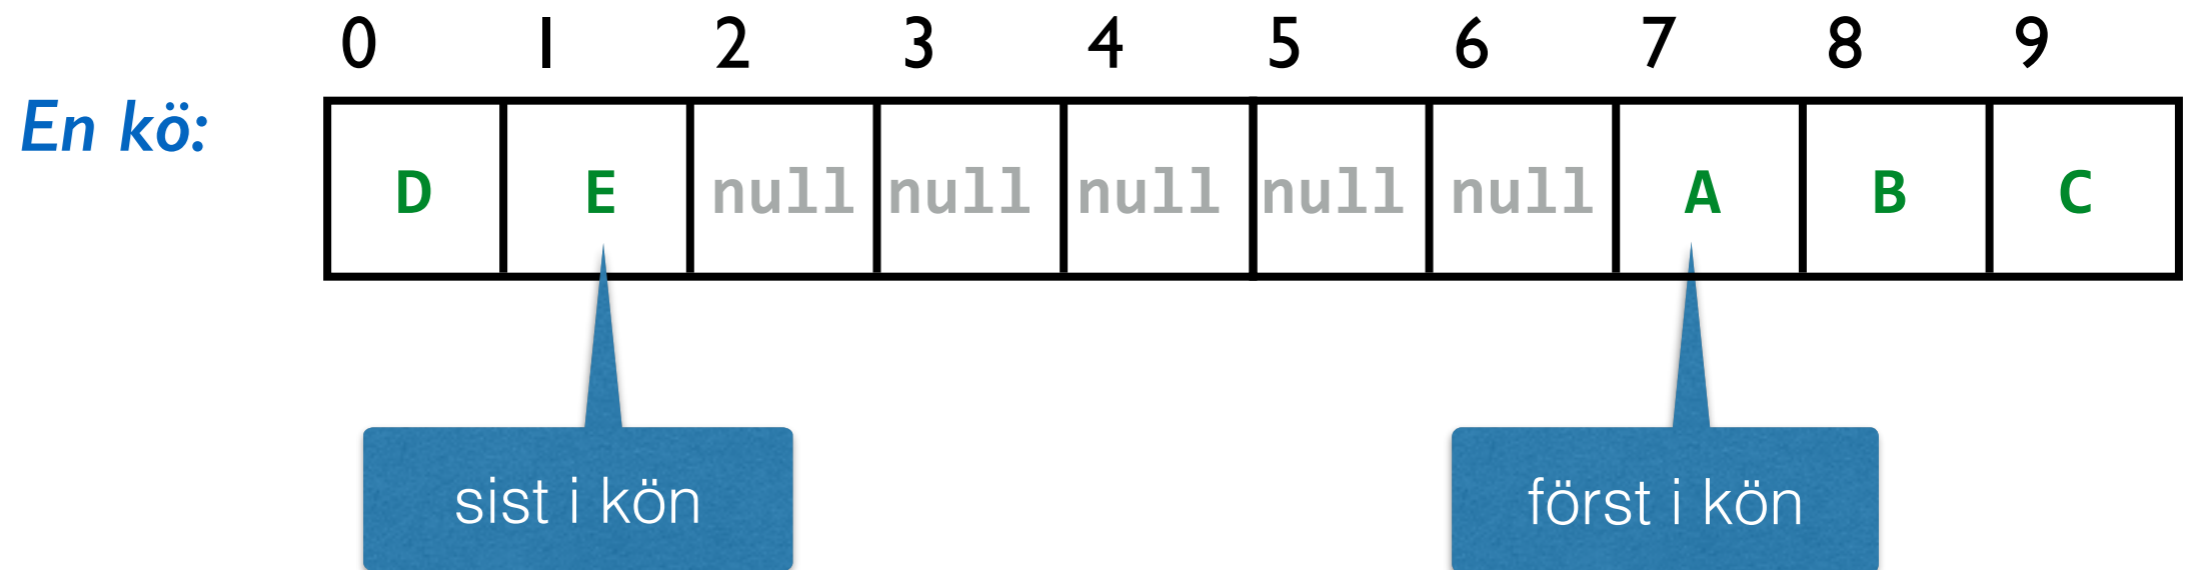 0 1 2 3 4 5 6 7 8 9
En kö:
D E null null null null null A B C
sist i kön
först i kön